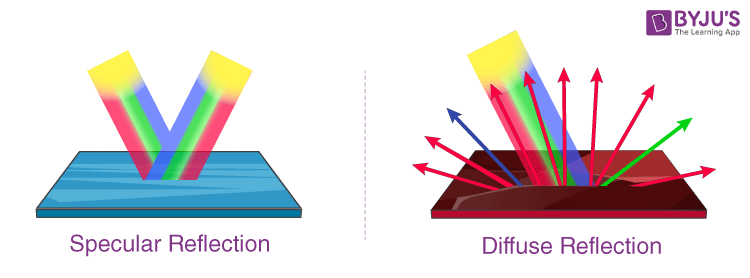 BYJU'S
The Learning App
Specular Reflection
Diffuse Reflection